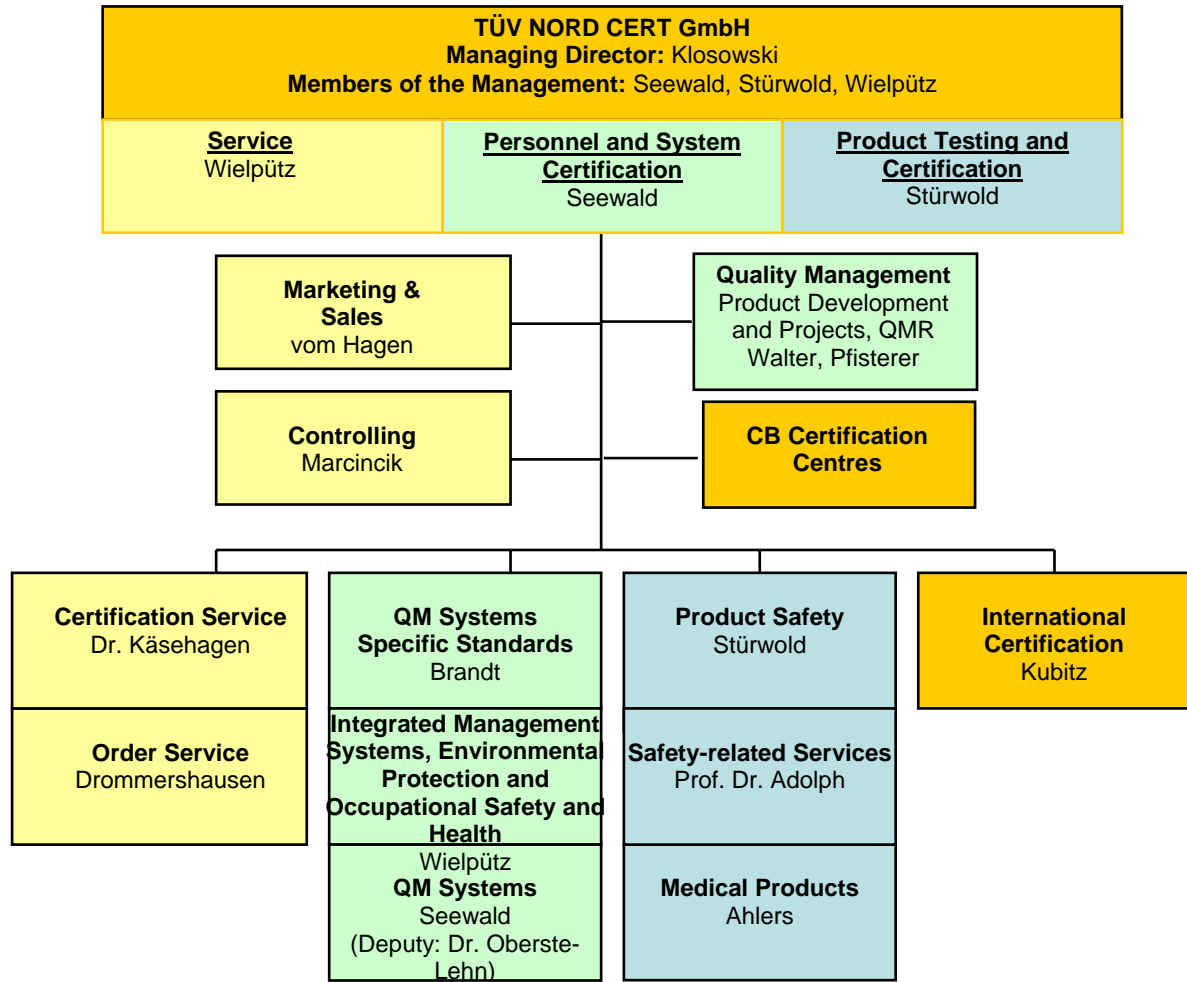 TÜV NORD CERT GmbH
Managing Director: Klosowski
Members of the Management: Seewald, Stürwold, Wielpütz
Service
Wielpütz
Personnel and System
Certification
Seewald
Product Testing and
Certification
Stürwold
Marketing &
Sales
vom Hagen
Quality Management
Product Development
and Projects, QMR
Walter, Pfisterer
Controlling
Marcincik
CB Certification
Centres
Certification Service
Dr. Käsehagen
QM Systems
Specific Standards
Brandt
Product Safety
Stürwold
International
Certification
Kubitz
Order Service
Drommershausen
Integrated Management
Systems, Environmental
Protection and
Occupational Safety and
Health
Wielpütz
Safety-related Services
Prof. Dr. Adolph
QM Systems
Seewald
(Deputy: Dr. Oberste-
Lehn)
Medical Products
Ahlers